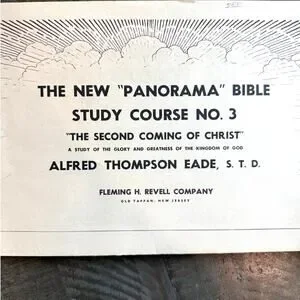 THE NEW "PANORAMA" BIBLE
STUDY COURSE NO. 3
"THE SECOND COMING OF CHRIST"
A STUDY OF THE GLORY AND GREATNESS OF THE KINGDOM OF GOD
ALFRED THOMPSON EADE, S. T. D.
FLEMING H. REVELL COMPANY
OLD TAPPAN, NEW JERSEY